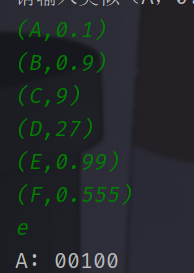 (A,0.1)
(B,0.9)
(C,9)
(D,27)
(E,0.99)
(F,0.555)
e
A: 00100